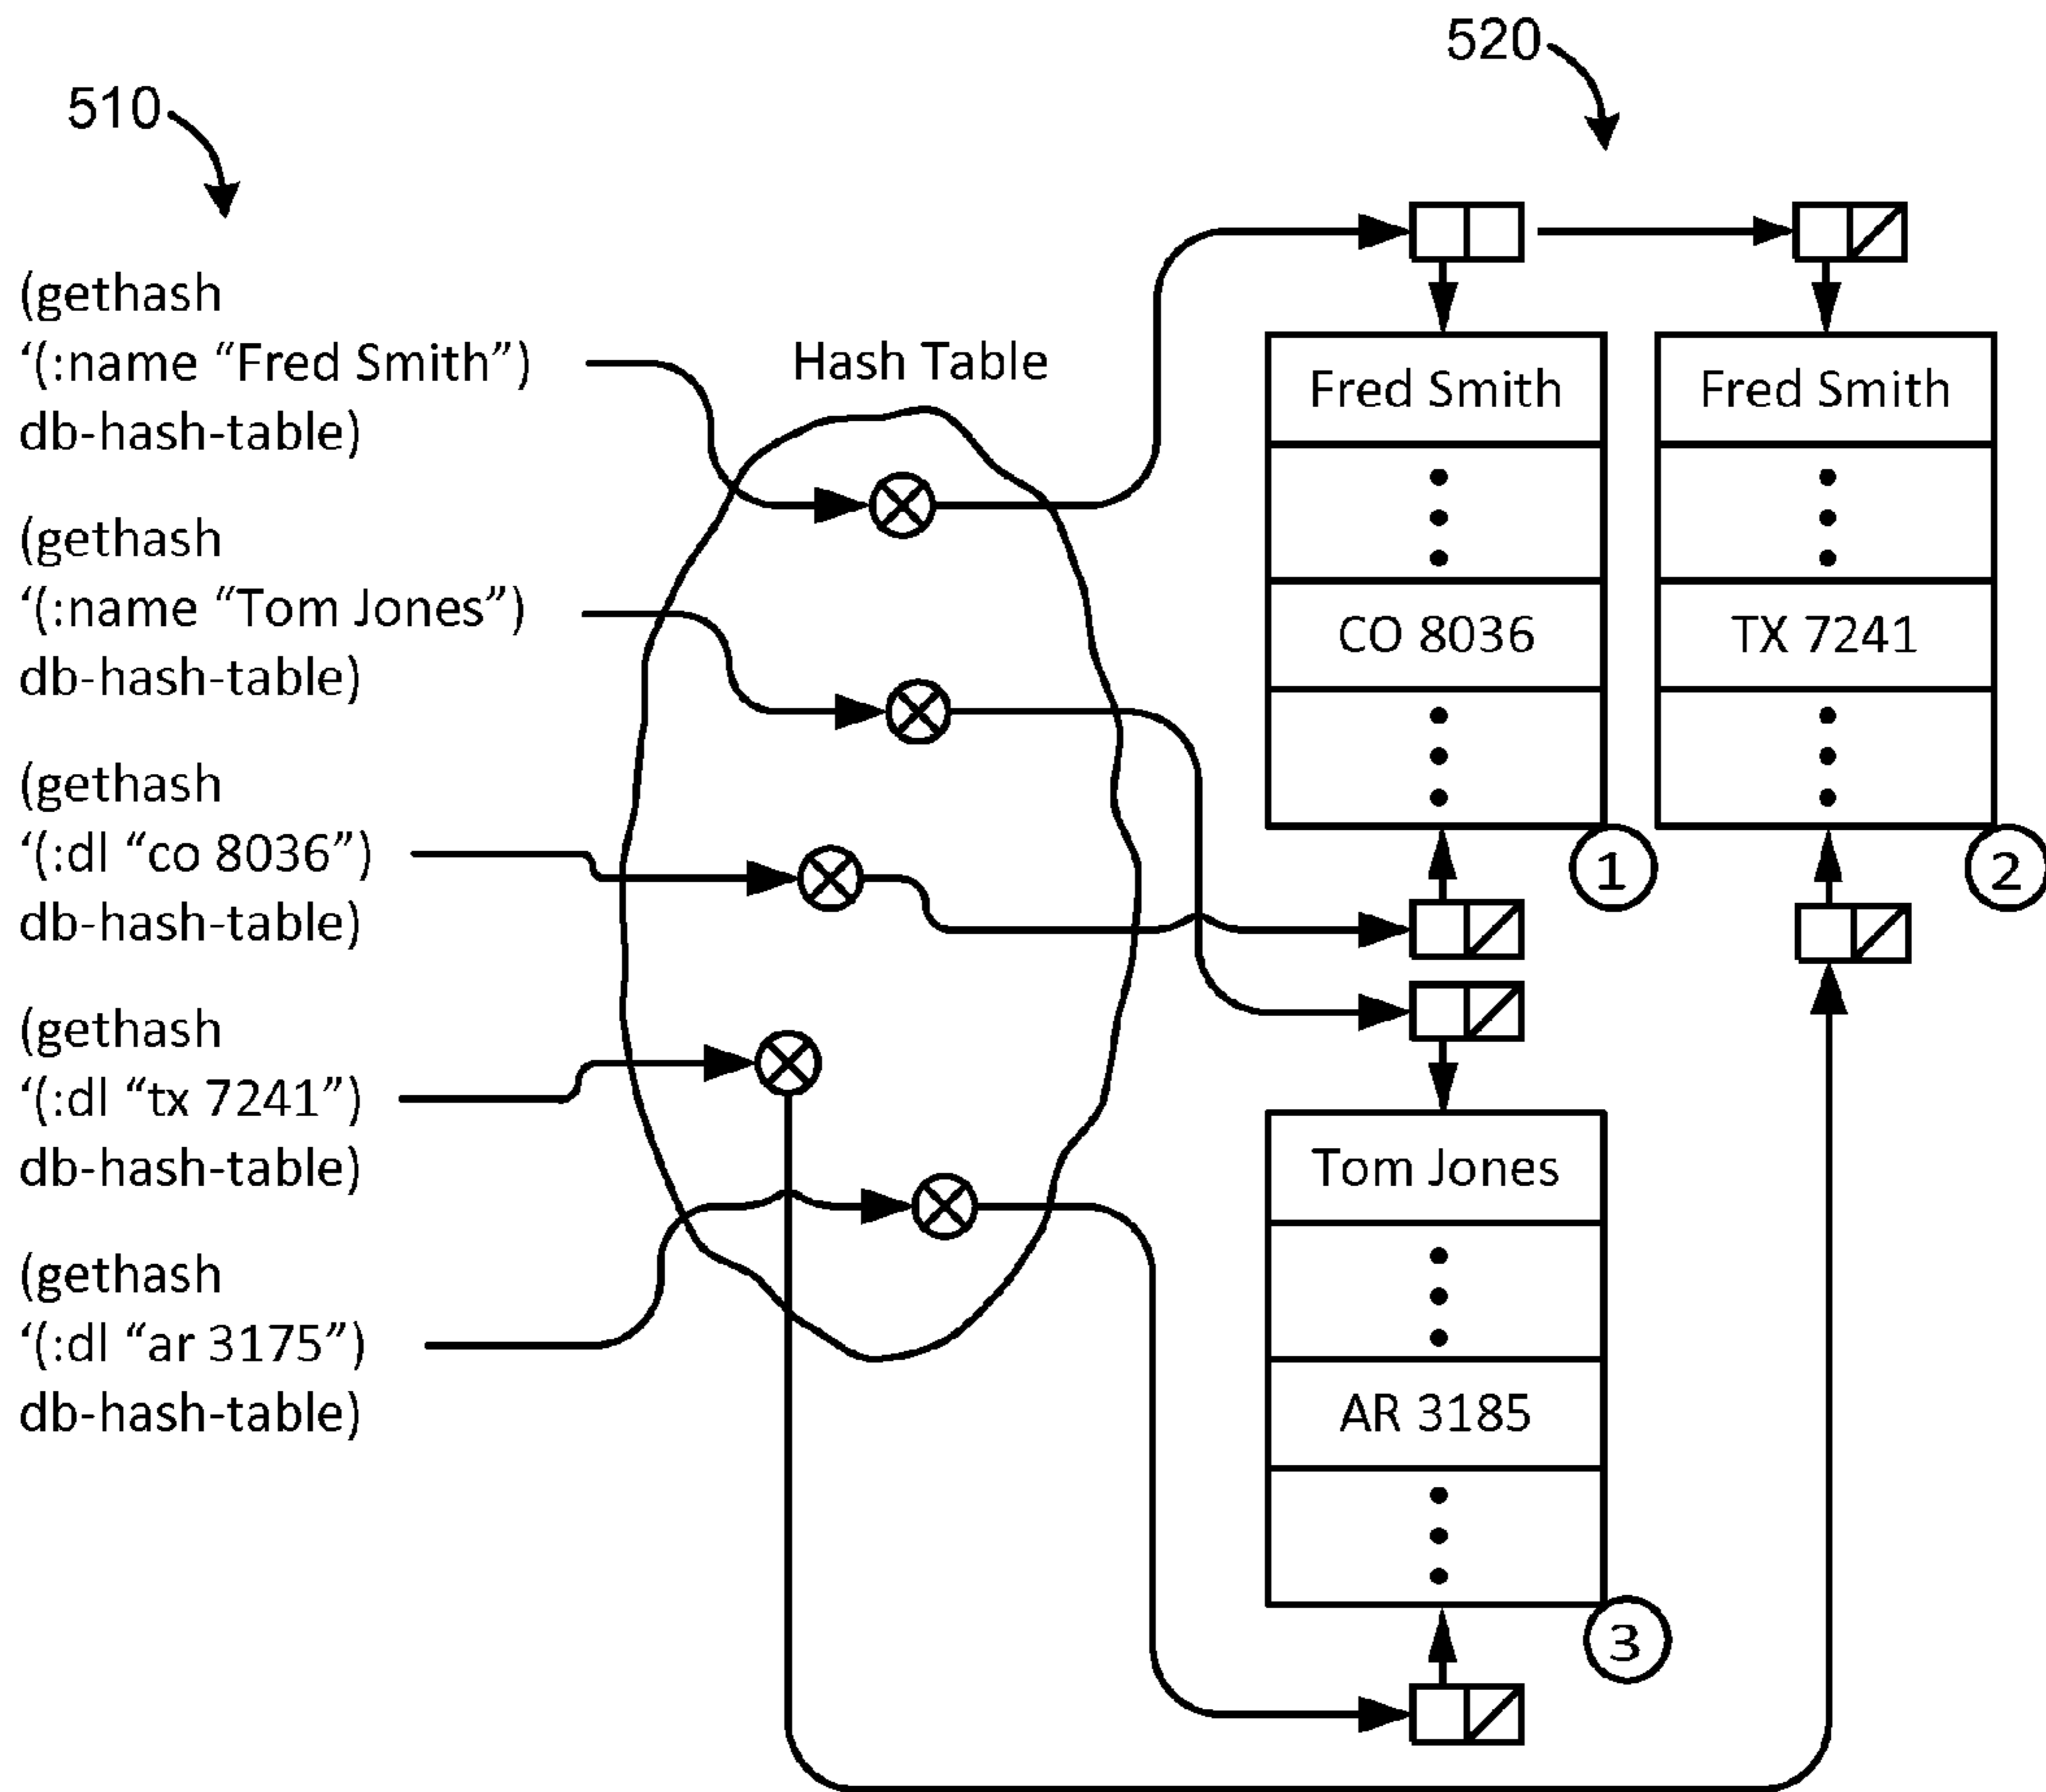 510
520
(gethash
‘(:name “Fred Smith”)
db-hash-table)
(gethash
‘(:name “Tom Jones”)
db-hash-table)
(gethash
‘(:dl “co 8036”)
db-hash-table)
(gethash
‘(:dl “tx 7241”)
db-hash-table)
(gethash
‘(:dl “ar 3175”)
db-hash-table)
Hash Table
Fred Smith
CO 8036
1
Fred Smith
TX 7241
2
Tom Jones
AR 3185
3